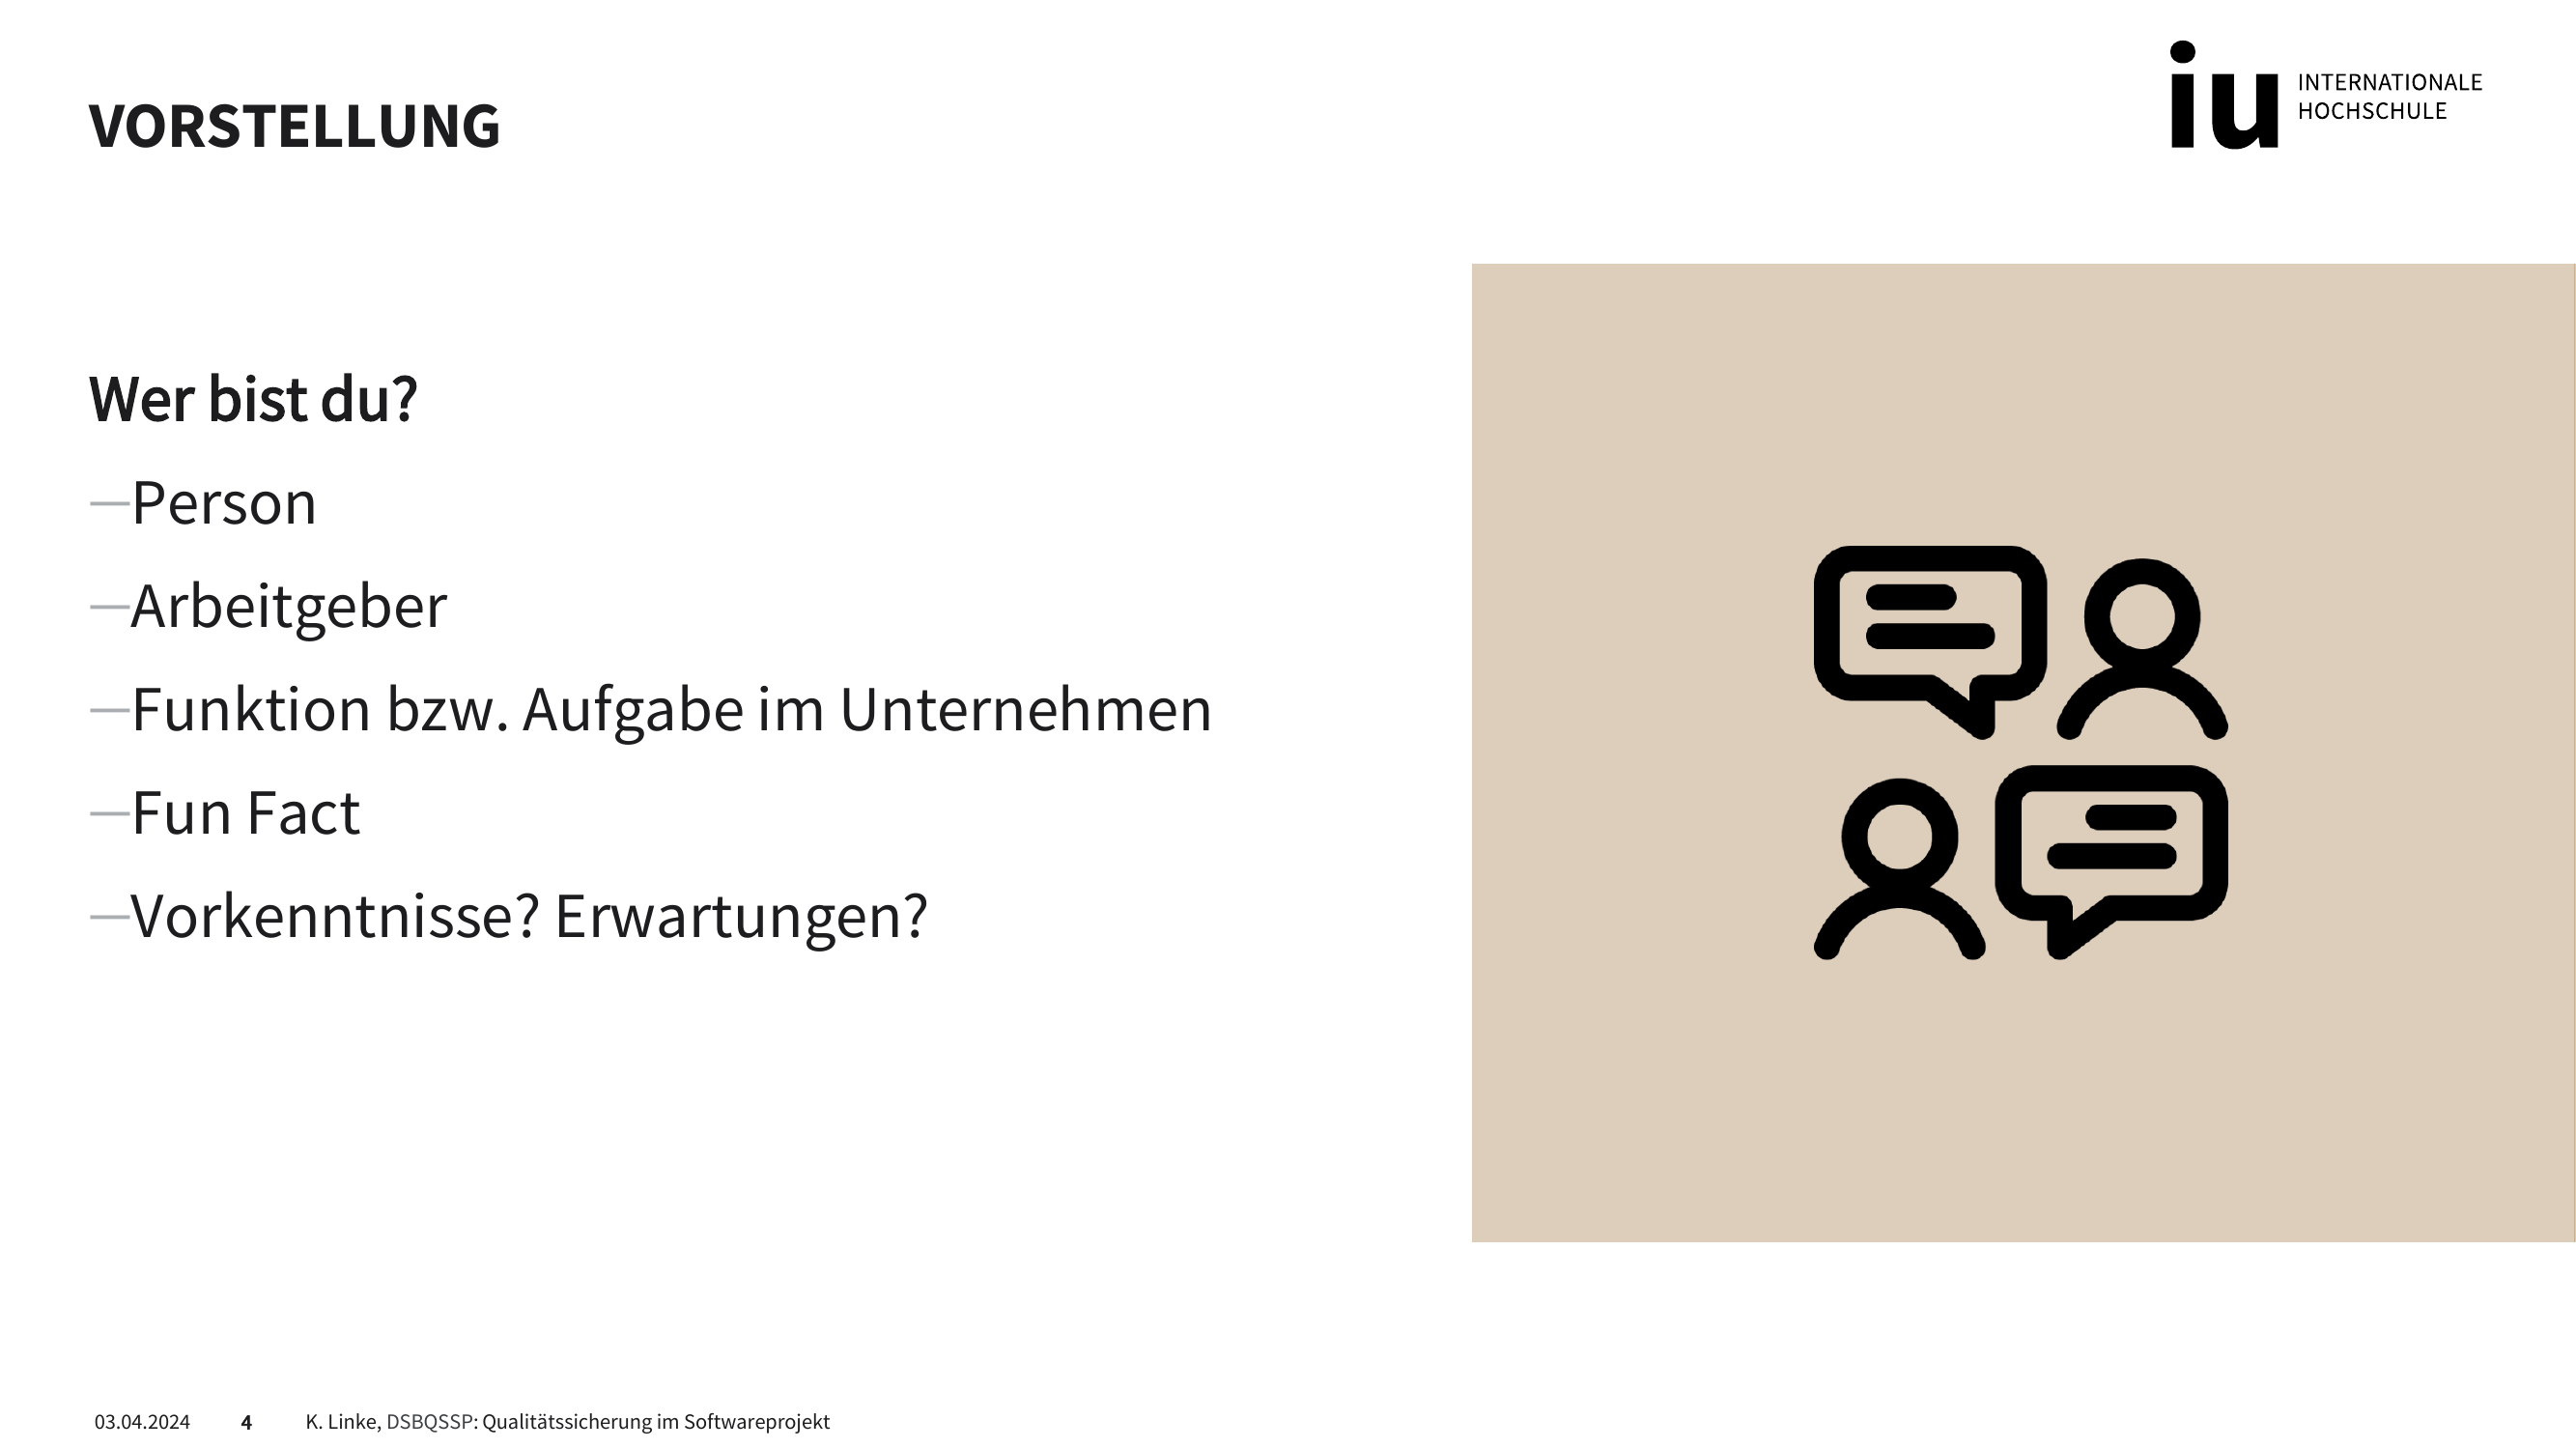 VORSTELLUNG
iu INTERNATIONALE
HOCHSCHULE
Wer bist du?
—Person
—Arbeitgeber
—Funktion bzw. Aufgabe im Unternehmen
—Fun Fact
—Vorkenntnisse? Erwartungen?
03.04.2024 4 K. Linke, DSBQSSP: Qualitätssicherung im Softwareprojekt